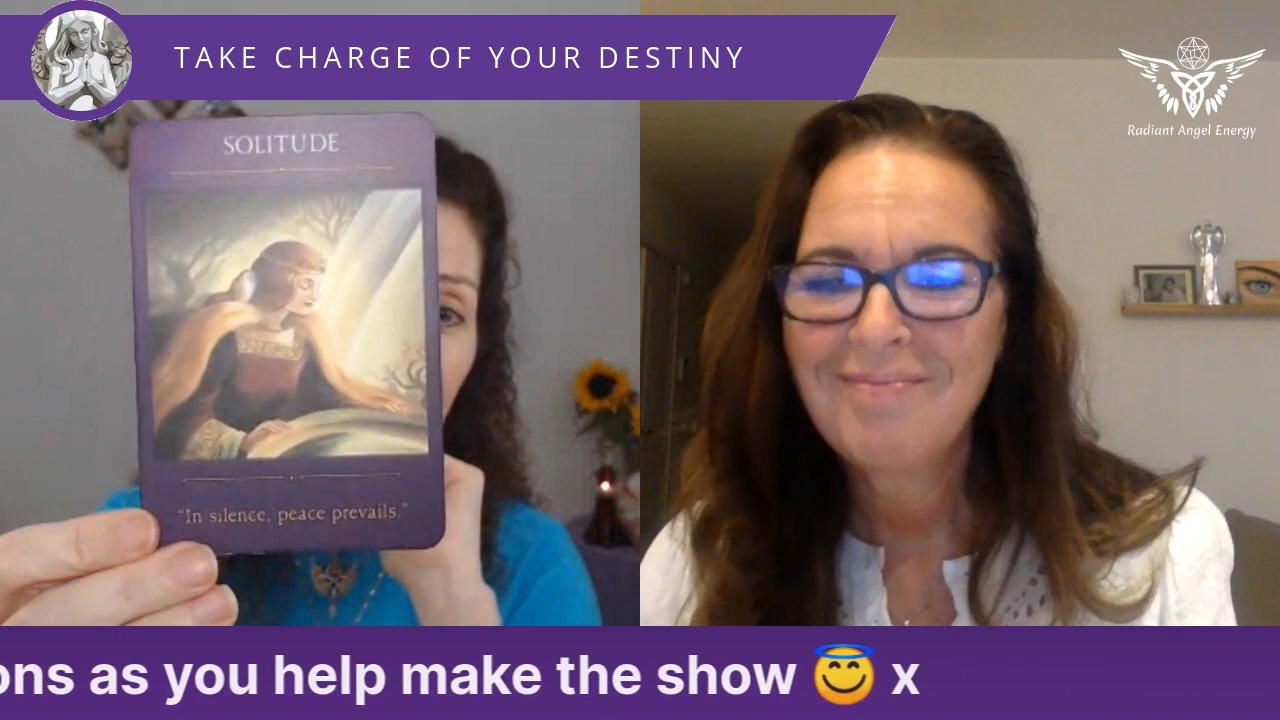 TAKE CHARGE OF YOUR DESTINY
Radiant Angel Energy
SOLITUDE
"In silence, peace prevails."
ons as you help make the show 😇 x